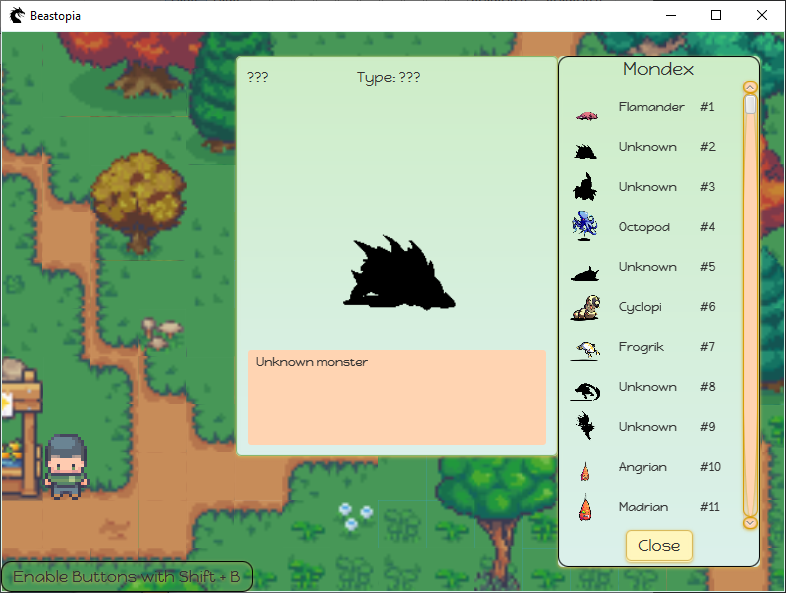 Beastopia
??? Type: ???
Unknown monster
Mondex
Flamander #1
Unknown #2
Unknown #3
Octopod #4
Unknown #5
Cyclopi #6
Frogrik #7
Unknown #8
Unknown #9
Angrian #10
Madrian #11
Close
Enable Buttons with Shift + B